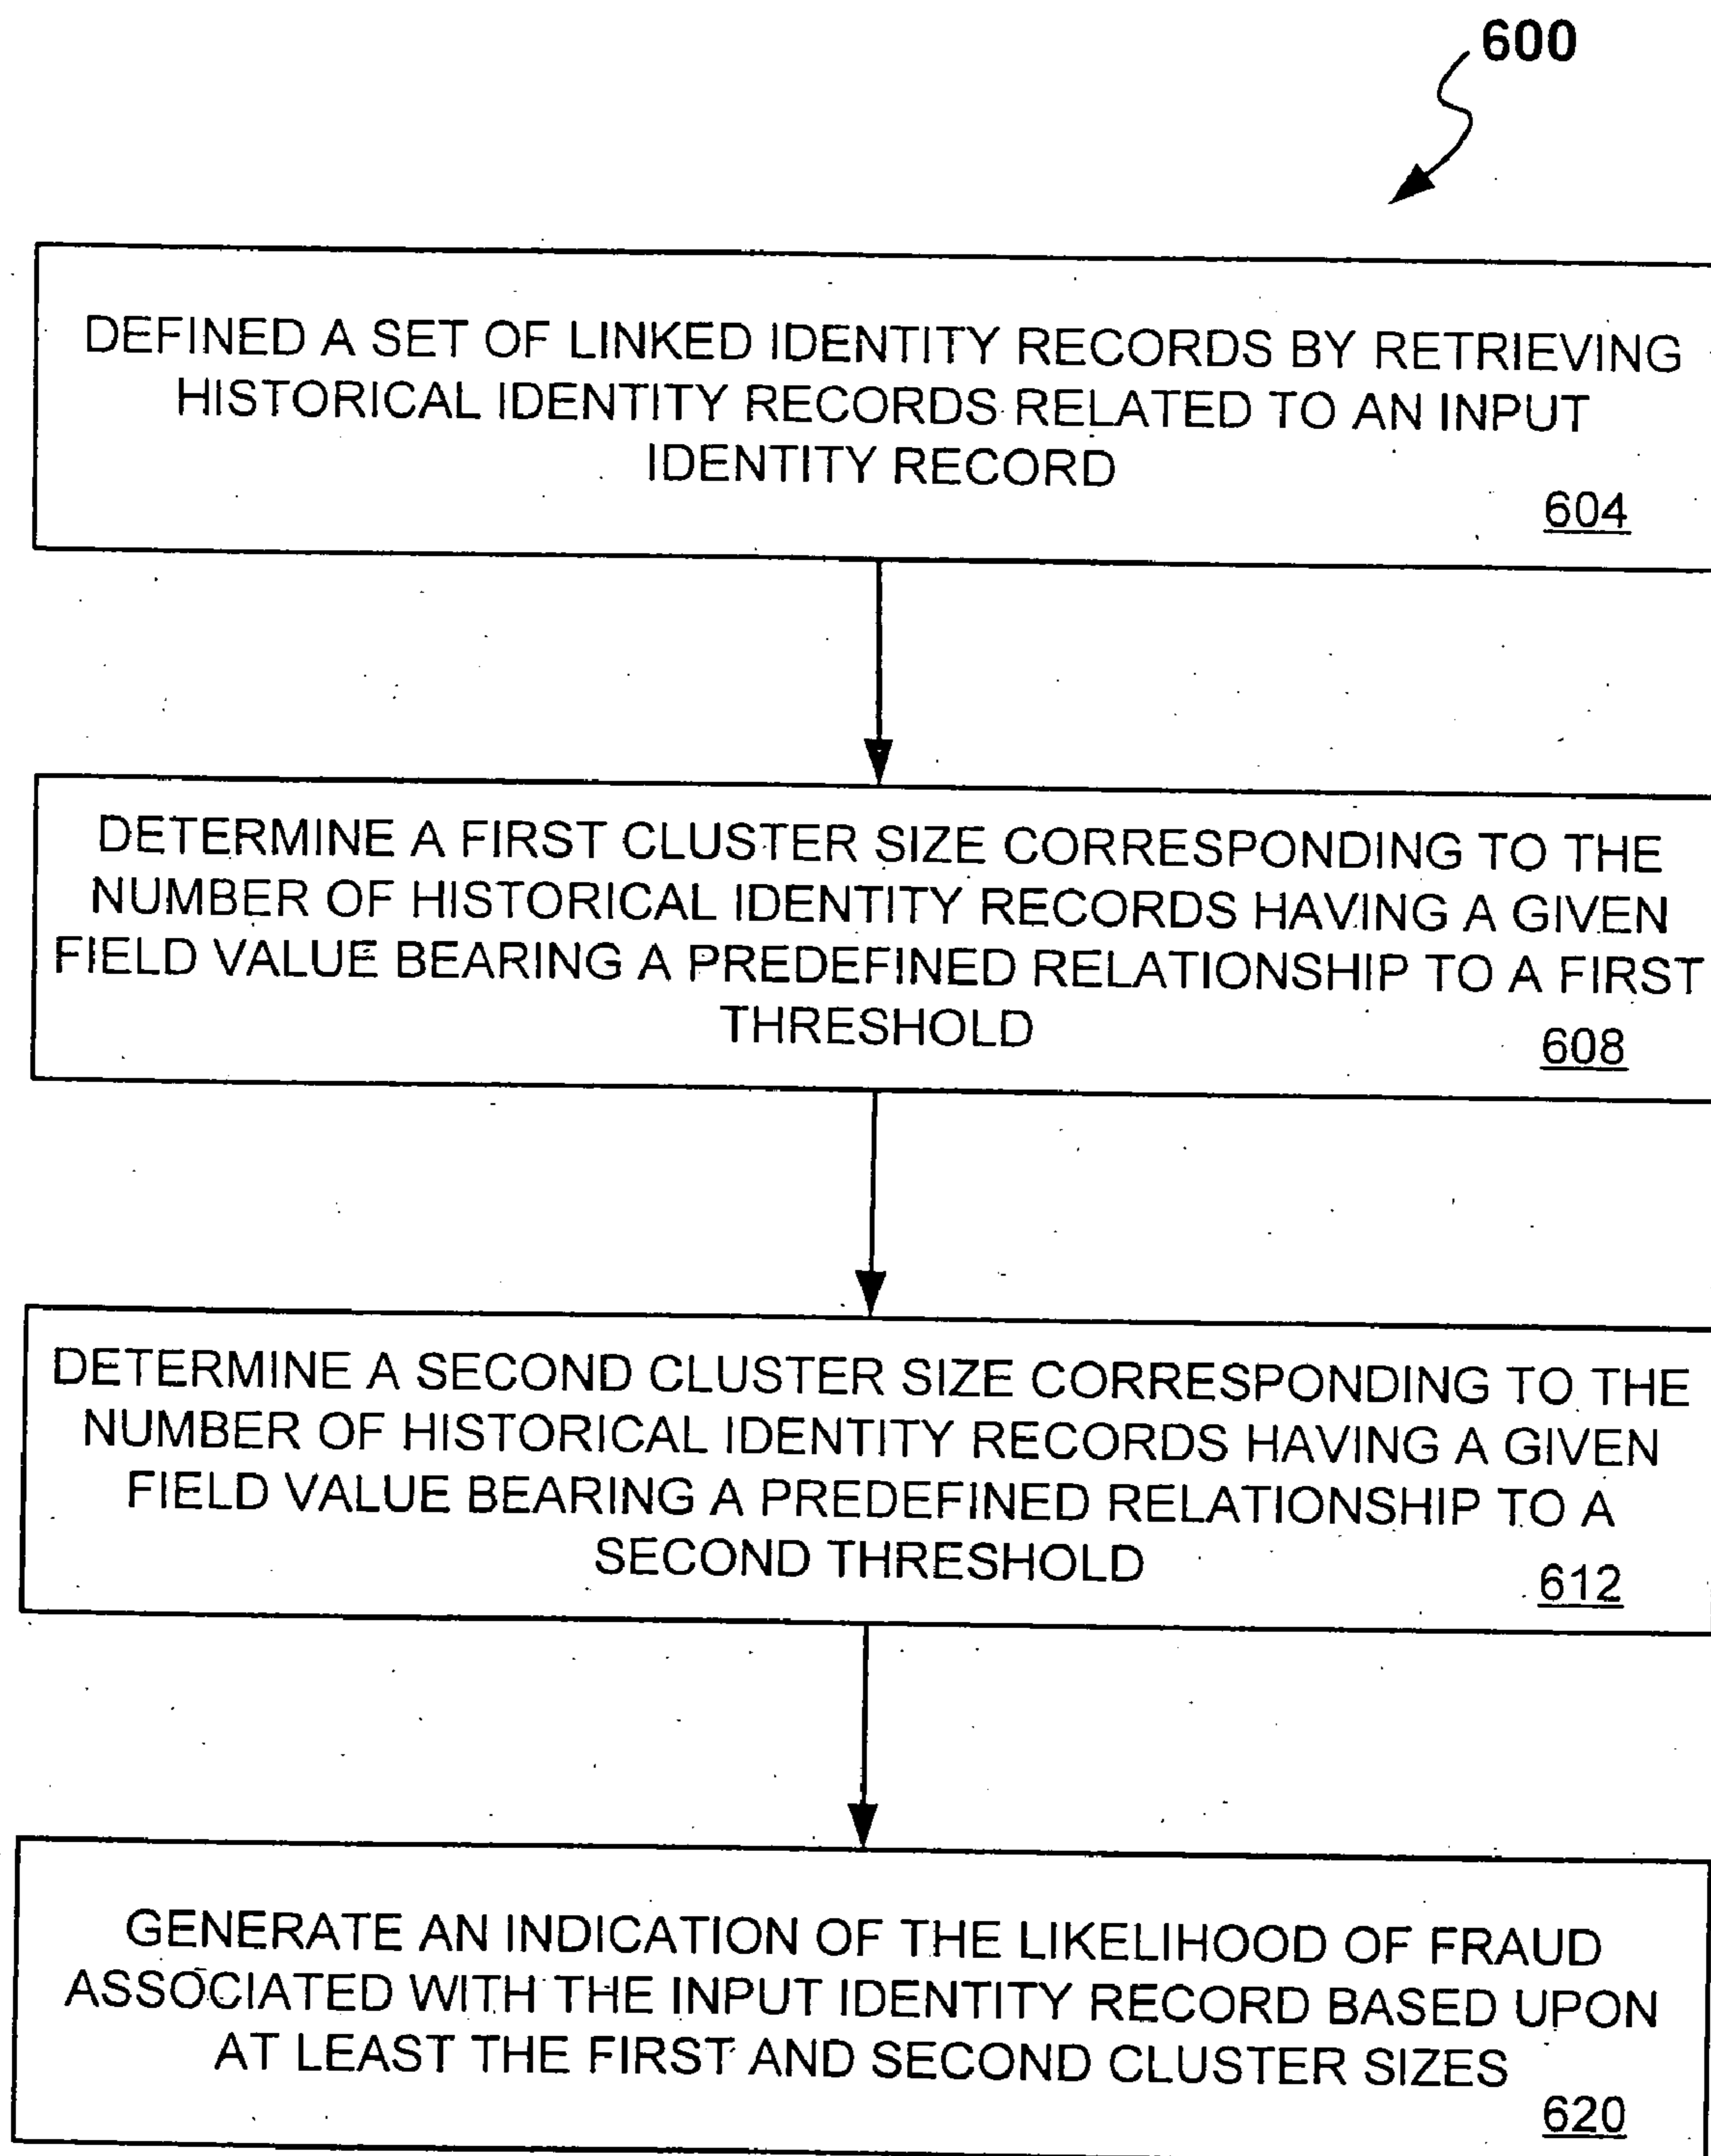 600
DEFINED A SET OF LINKED IDENTITY RECORDS BY RETRIEVING
HISTORICAL IDENTITY RECORDS RELATED TO AN INPUT
IDENTITY RECORD
604
DETERMINE A FIRST CLUSTER SIZE CORRESPONDING TO THE
NUMBER OF HISTORICAL IDENTITY RECORDS HAVING A GIVEN
FIELD VALUE BEARING A PREDEFINED RELATIONSHIP TO A FIRST
THRESHOLD
608
DETERMINE A SECOND CLUSTER SIZE CORRESPONDING TO THE
NUMBER OF HISTORICAL IDENTITY RECORDS HAVING A GIVEN
FIELD VALUE BEARING A PREDEFINED RELATIONSHIP TO A
SECOND THRESHOLD
612
GENERATE AN INDICATION OF THE LIKELIHOOD OF FRAUD
ASSOCIATED WITH THE INPUT IDENTITY RECORD BASED UPON
AT LEAST THE FIRST AND SECOND CLUSTER SIZES
620